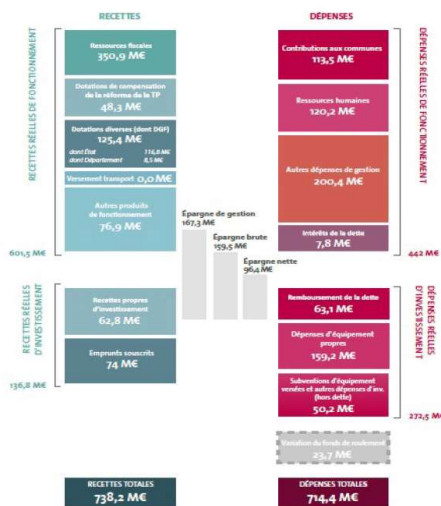 RECETTES
DÉPENSES
RECETTES RÉELLES DE FONCTIONNEMENT
Ressources fiscales
350,9 M€
Dotations de compensation
de la réforme de la TP
48,3 M€
Dotations diverses (dont DGF)
125,4 M€
dont État 116,8 M€
dont Département 8,5 M€
Versement transport 0,0 M€
Autres produits
de fonctionnement
76,9 M€
601,5 M€
Contributions aux communes
113,5 M€
Ressources humaines
120,2 M€
Autres dépenses de gestion
200,4 M€
Intérêts de la dette
7,8 M€
DÉPENSES RÉELLES DE FONCTIONNEMENT
442 M€
Épargne de gestion
167,3 M€
Épargne brute
159,5 M€
Épargne nette
96,4 M€
RECETTES RÉELLES
D'INVESTISSEMENT
Recettes propres
d'investissement
62,8 M€
Emprunts souscrits
74 M€
136,8 M€
Remboursement de la dette
63,1 M€
Dépenses d'équipement
propres
159,2 M€
Subventions d'équipement
versées et autres dépenses d'inv.
(hors dette)
50,2 M€
DÉPENSES RÉELLES
D'INVESTISSEMENT
272,5 M€
Variation du fonds de roulement
23,7 M€
RECETTES TOTALES
738,2 M€
DÉPENSES TOTALES
714,4 M€